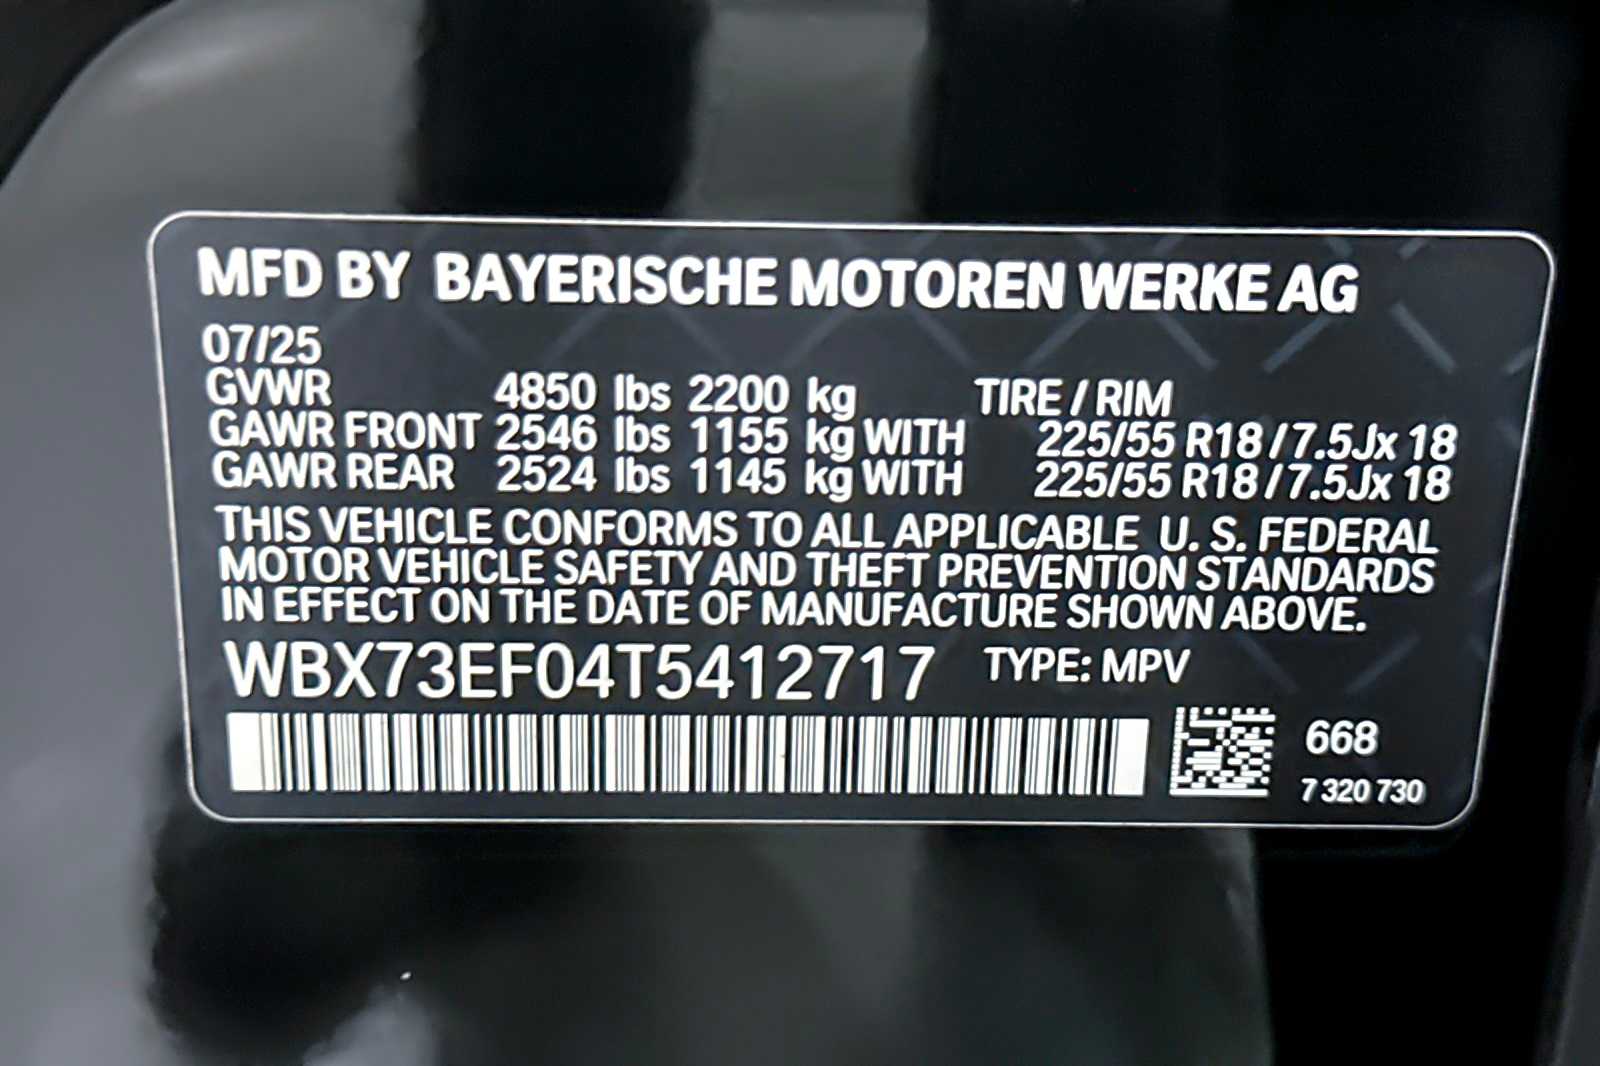 MFD BY BAYERISCHE MOTOREN WERKE AG
07/25
GVWR 4850 lbs 2200 kg TIRE / RIM
GAWR FRONT 2546 lbs 1155 kg WITH 225/55 R18 / 7.5Jx 18
GAWR REAR 2524 lbs 1145 kg WITH 225/55 R18 / 7.5Jx 18
THIS VEHICLE CONFORMS TO ALL APPLICABLE U. S. FEDERAL
MOTOR VEHICLE SAFETY AND THEFT PREVENTION STANDARDS
IN EFFECT ON THE DATE OF MANUFACTURE SHOWN ABOVE.
WBX73EF04T5412717 TYPE: MPV
668
7 320 730